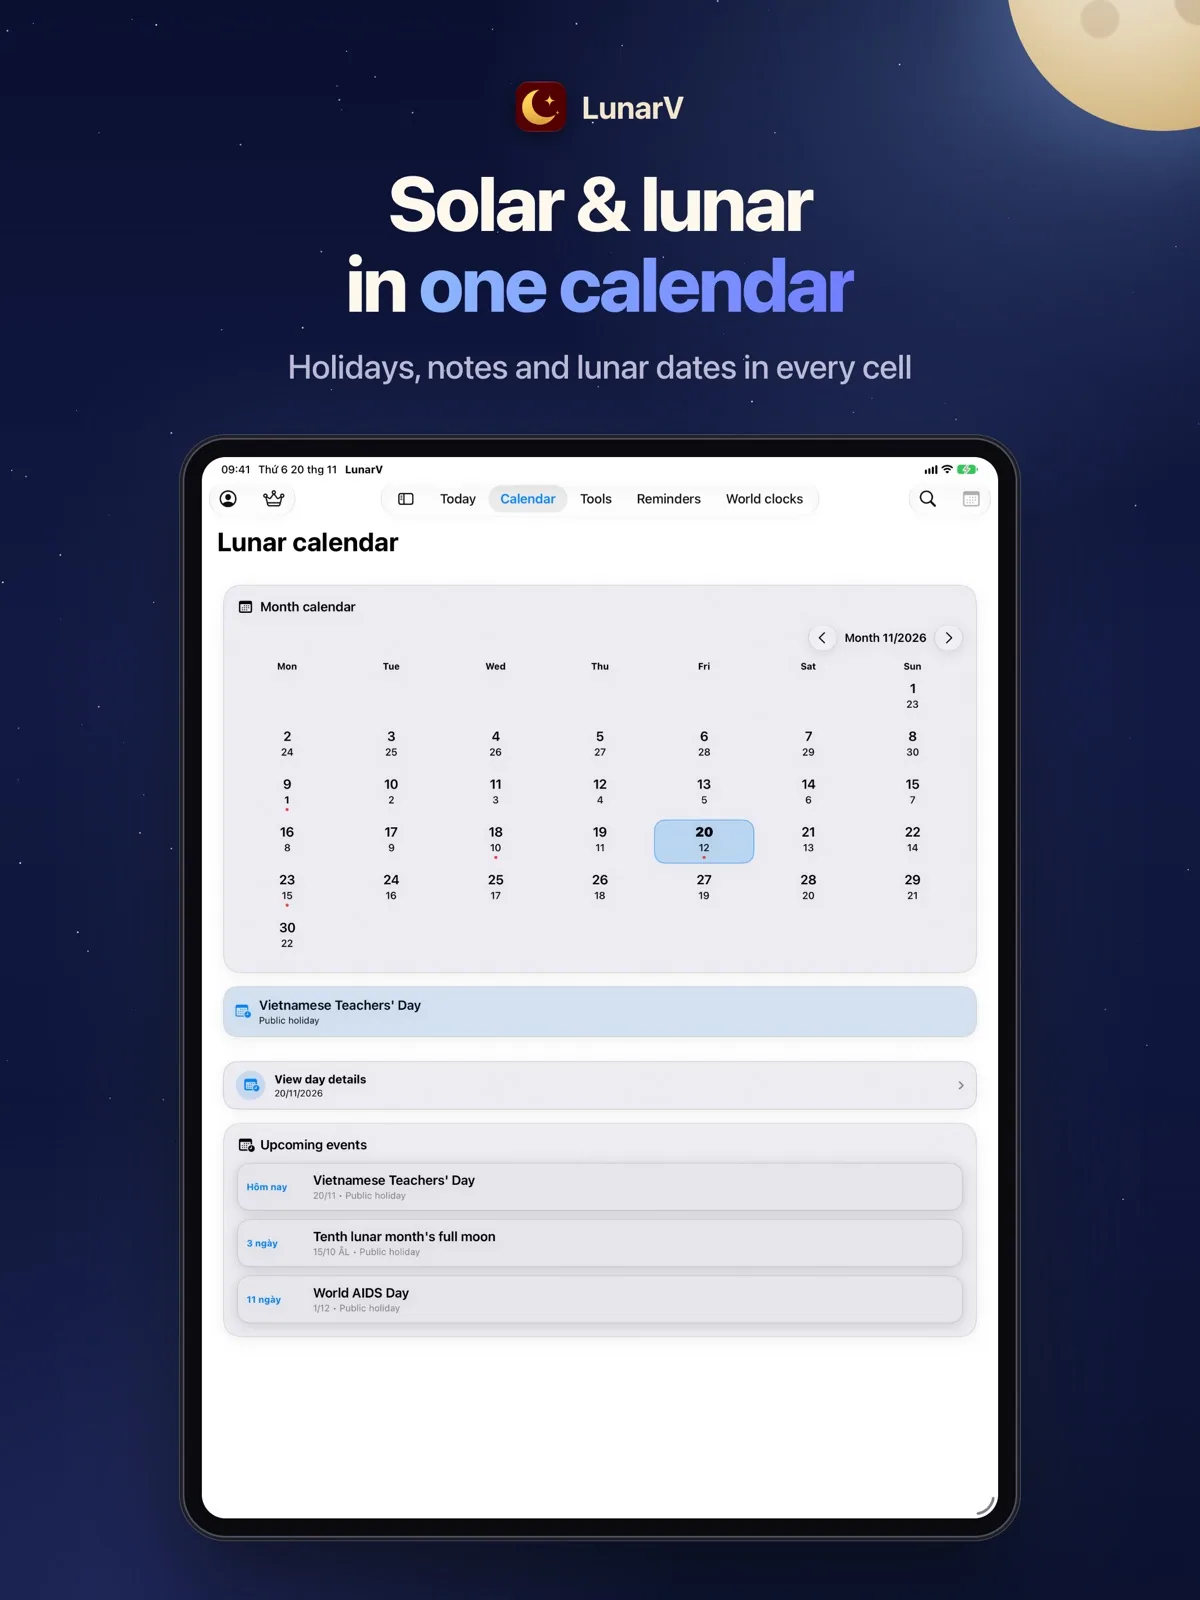 LunarV
Solar & lunar
in one calendar
Holidays, notes and lunar dates in every cell
09:41 Thứ 6 20 thg 11 LunarV
Today Calendar Tools Reminders World clocks
Lunar calendar
Month calendar
Month 11/2026
Mon Tue Wed Thu Fri Sat Sun
1
23
2 3 4 5 6 7 8
24 25 26 27 28 29 30
9 10 11 12 13 14 15
1 2 3 4 5 6 7
16 17 18 19 20 21 22
8 9 10 11 12 13 14
23 24 25 26 27 28 29
15 16 17 18 19 20 21
30
22
Vietnamese Teachers' Day
Public holiday
View day details
20/11/2026
Upcoming events
Hôm nay Vietnamese Teachers' Day
20/11 • Public holiday
3 ngày Tenth lunar month's full moon
15/10 ÂL • Public holiday
11 ngày World AIDS Day
1/12 • Public holiday